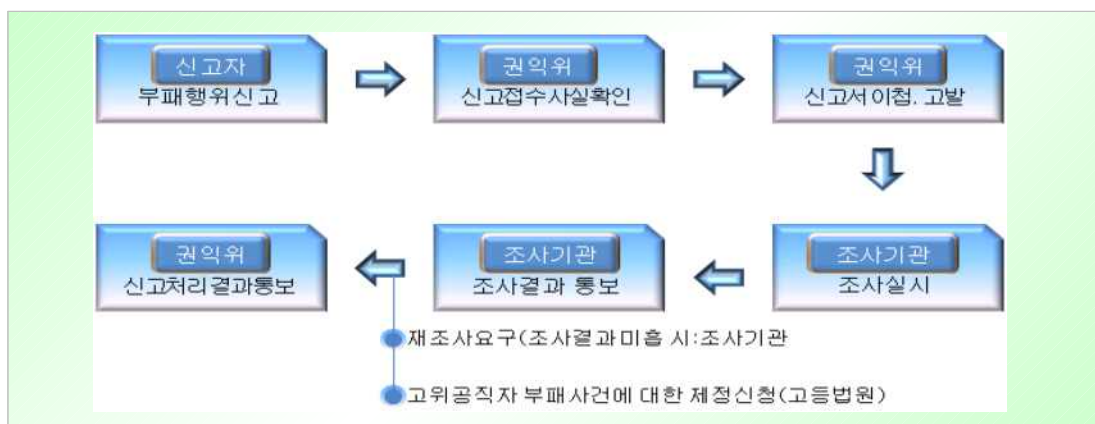 신고자
부패행위신고
권익위
신고접수사실확인
권익위
신고서이첩. 고발
조사기관
조사실시
조사기관
조사결과 통보
권익위
신고처리결과통보
재조사요구(조사결과미흡 시:조사기관
고위공직자 부패사건에 대한 제정신청(고등법원)